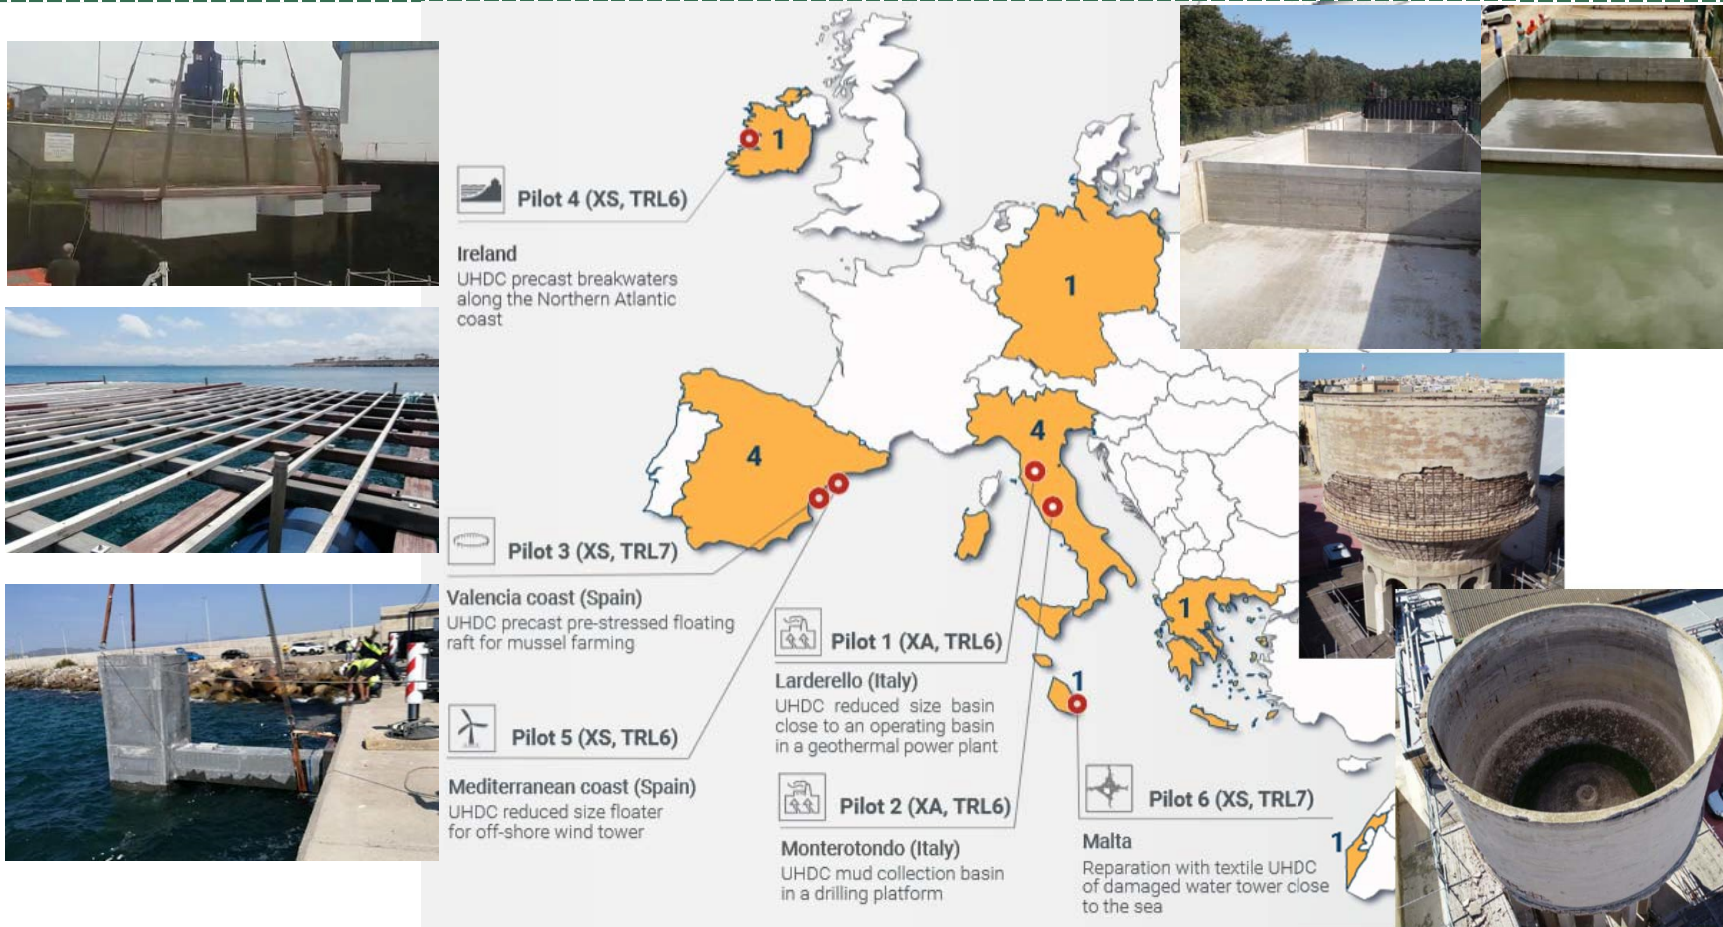 1
Pilot 4 (XS, TRL6)
Ireland
UHDC precast breakwaters
along the Northern Atlantic
coast
1
4
4
Pilot 3 (XS, TRL7)
Valencia coast (Spain)
UHDC precast pre-stressed floating
raft for mussel farming
1
Pilot 1 (XA, TRL6)
Larderello (Italy)
UHDC reduced size basin
close to an operating basin
in a geothermal power plant
1
Pilot 5 (XS, TRL6)
Mediterranean coast (Spain)
UHDC reduced size floater
for off-shore wind tower
Pilot 2 (XA, TRL6)
Monterotondo (Italy)
UHDC mud collection basin
in a drilling platform
Pilot 6 (XS, TRL7)
Malta
Reparation with textile UHDC
of damaged water tower close
to the sea
1